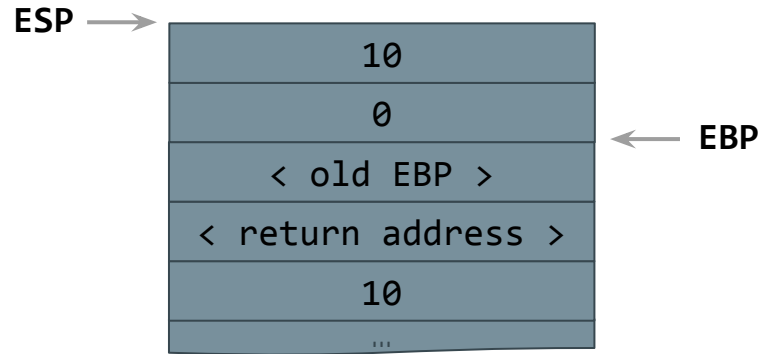 ESP
10
0
EBP
< old EBP >
< return address >
10
...